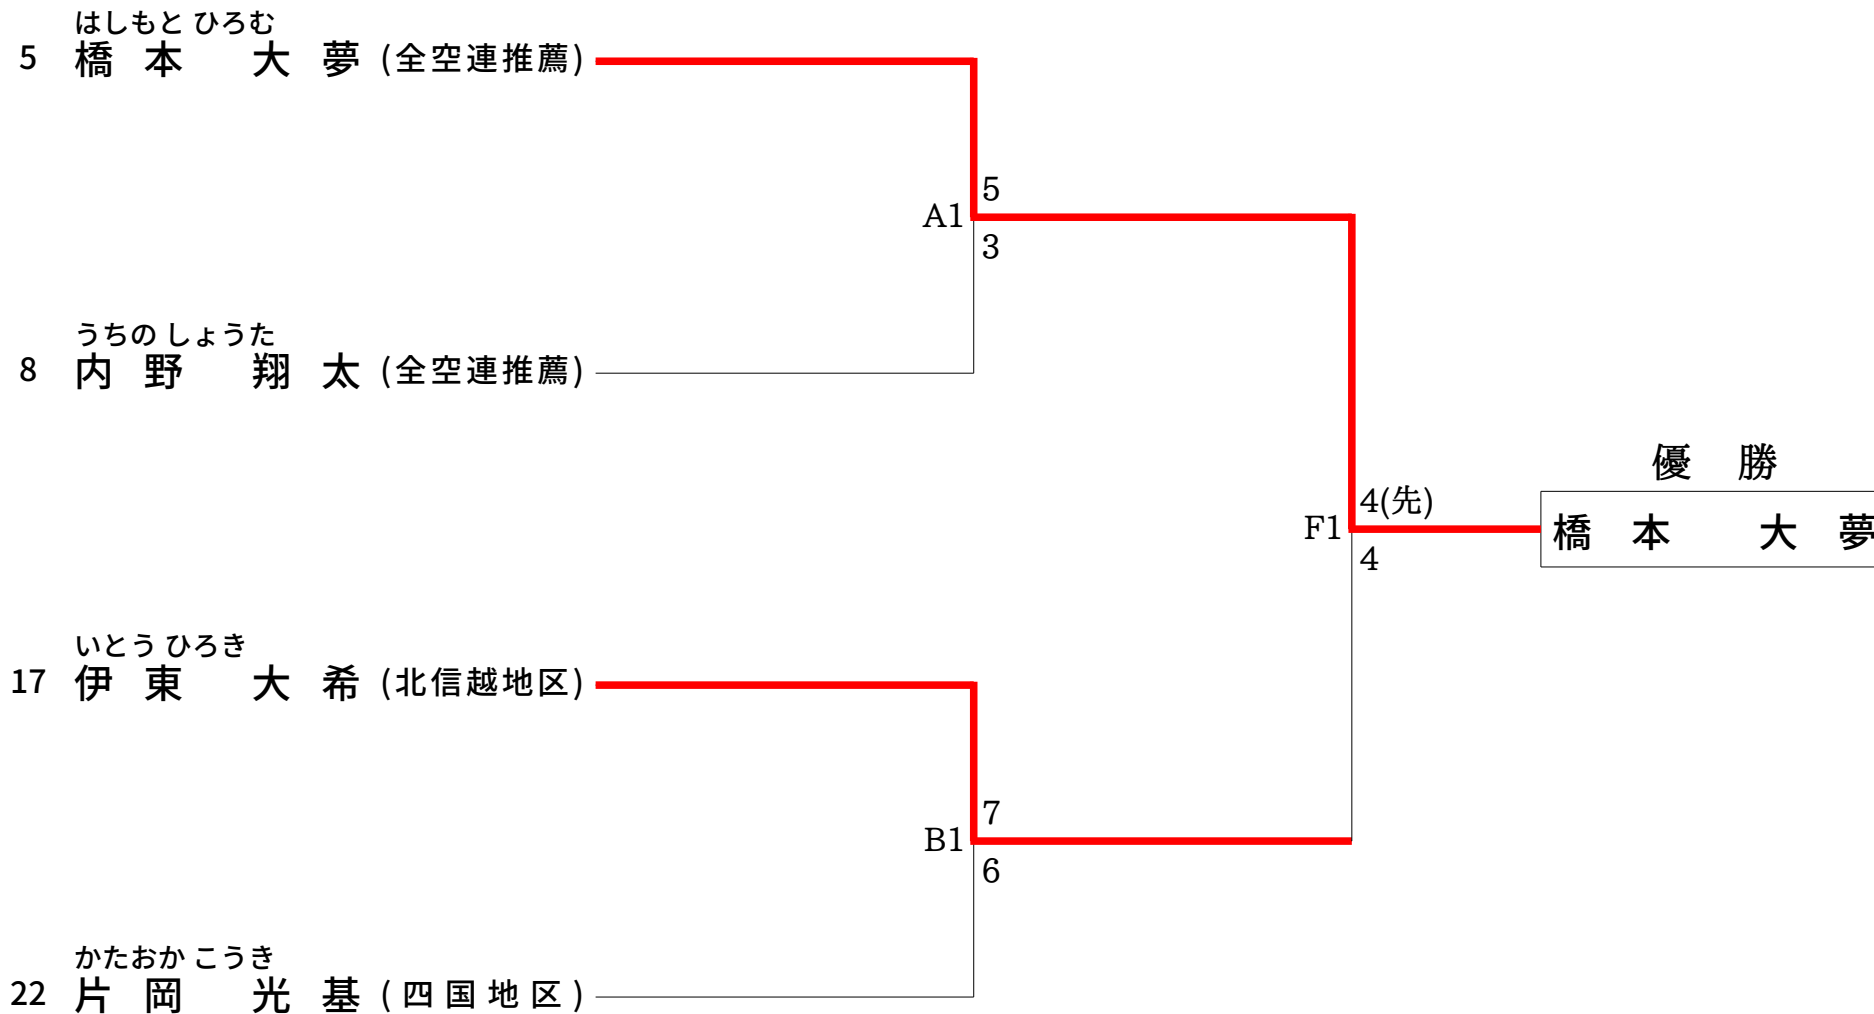 はしもと ひろむ
5 橋本 大夢 (全空連推薦)
5
A1
3
うちの しょうた
8 内野 翔太 (全空連推薦)
優 勝
4(先)
F1
橋本 大夢
4
いとう ひろき
17 伊東 大希 (北信越地区)
7
B1
6
かたおか こうき
22 片岡 光基 (四国地区)